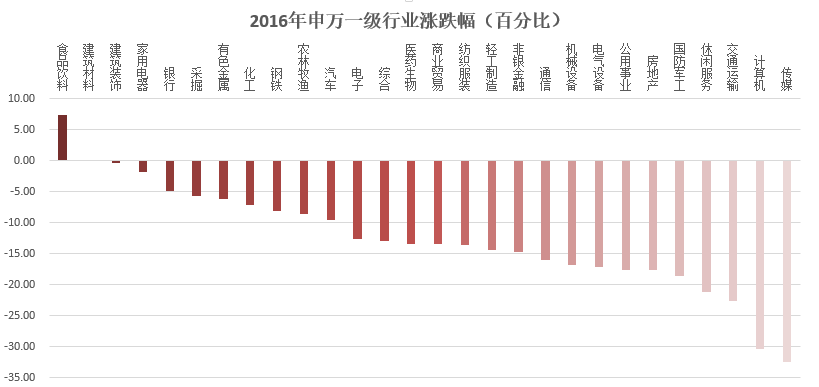 2016年申万一级行业涨跌幅（百分比）
食品饮料
建筑材料
建筑装饰
家用电器
银行
采掘
有色金属
化工
钢铁
农林牧渔
汽车
电子
综合
医药生物
商业贸易
纺织服装
轻工制造
非银金融
通信
机械设备
电气设备
公用事业
房地产
国防军工
休闲服务
交通运输
计算机
传媒
10.00
5.00
0.00
-5.00
-10.00
-15.00
-20.00
-25.00
-30.00
-35.00